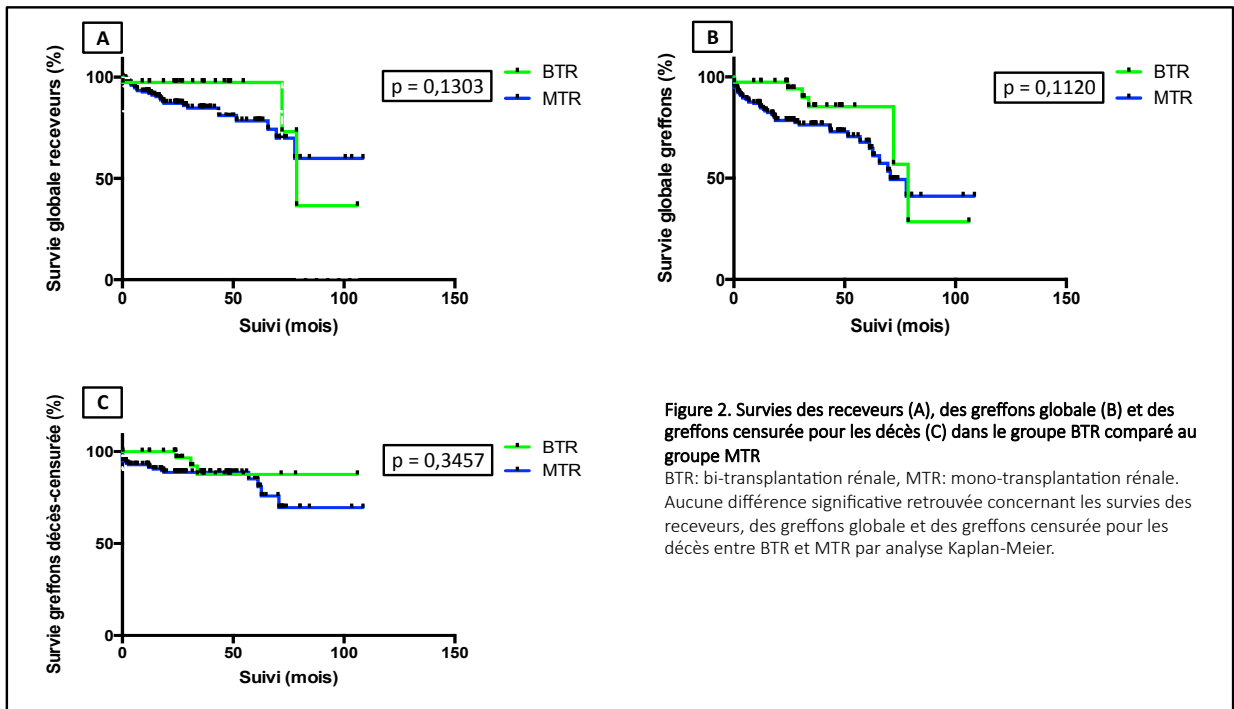 A
Survie globale receveurs (%)
100
50
0
0 50 100 150
Suivi (mois)
p = 0,1303
BTR
MTR
B
Survie globale greffons (%)
100
50
0
0 50 100 150
Suivi (mois)
p = 0,1120
BTR
MTR
C
Survie greffons décès-censurée (%)
100
50
0
0 50 100 150
Suivi (mois)
p = 0,3457
BTR
MTR
Figure 2. Survies des receveurs (A), des greffons globale (B) et des
greffons censurée pour les décès (C) dans le groupe BTR comparé au
groupe MTR
BTR: bi-transplantation rénale, MTR: mono-transplantation rénale.
Aucune différence significative retrouvée concernant les survies des
receveurs, des greffons globale et des greffons censurée pour les
décès entre BTR et MTR par analyse Kaplan-Meier.